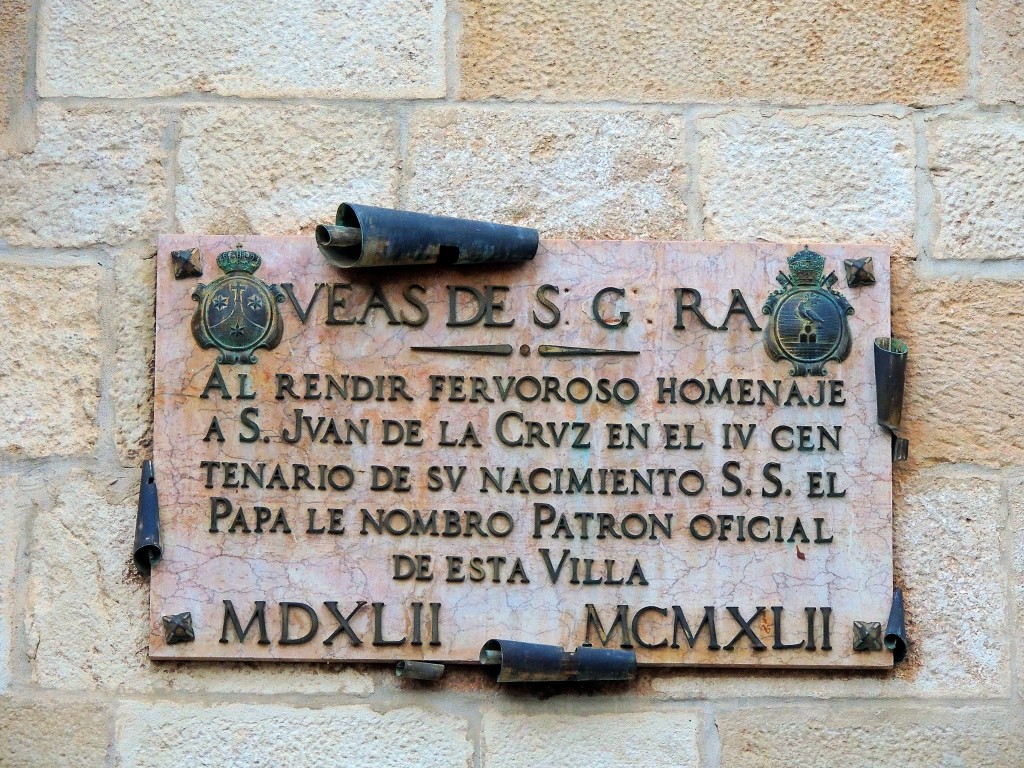 VEAS DE S: G RA
AL RENDIR FERVOROSO HOMENAJE
A S. JVAN DE LA CRVZ EN EL IV CEN
TENARIO DE SV NACIMIENTO S. S. EL
PAPA LE NOMBRO PATRON OFICIAL
DE ESTA VILLA
MDXLII MCMXLII